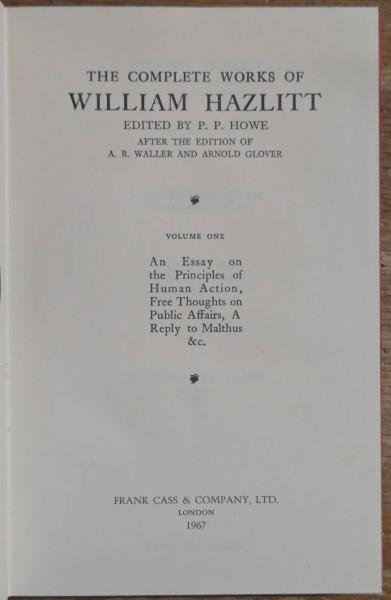 THE COMPLETE WORKS OF
WILLIAM HAZLITT
EDITED BY P. P. HOWE
AFTER THE EDITION OF
A. R. WALLER AND ARNOLD GLOVER
VOLUME ONE
An Essay on
the Principles of
Human Action,
Free Thoughts on
Public Affairs, A
Reply to Malthus
&c.
FRANK CASS & COMPANY, LTD.
LONDON
1967